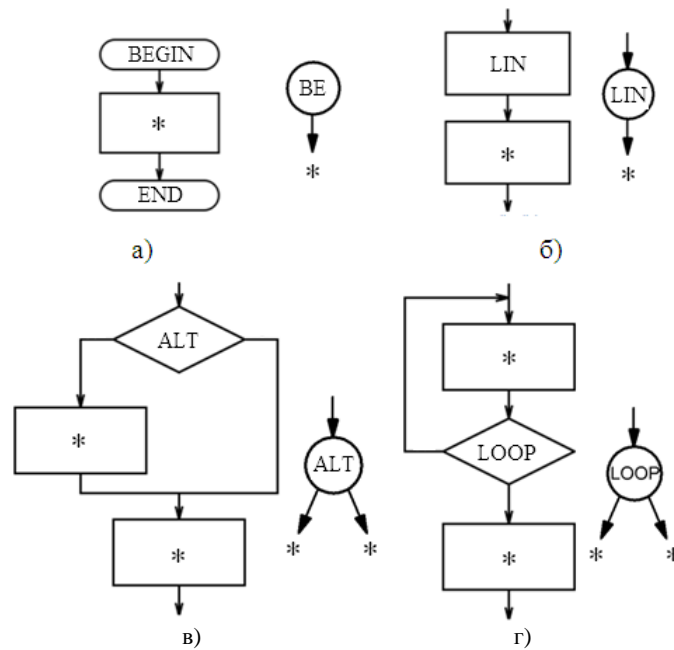 BEGIN
*
END
BE
*
а)
LIN
*
LIN
*
б)
ALT
*
*
ALT
* *
в)
*
LOOP
*
LOOP
* *
г)